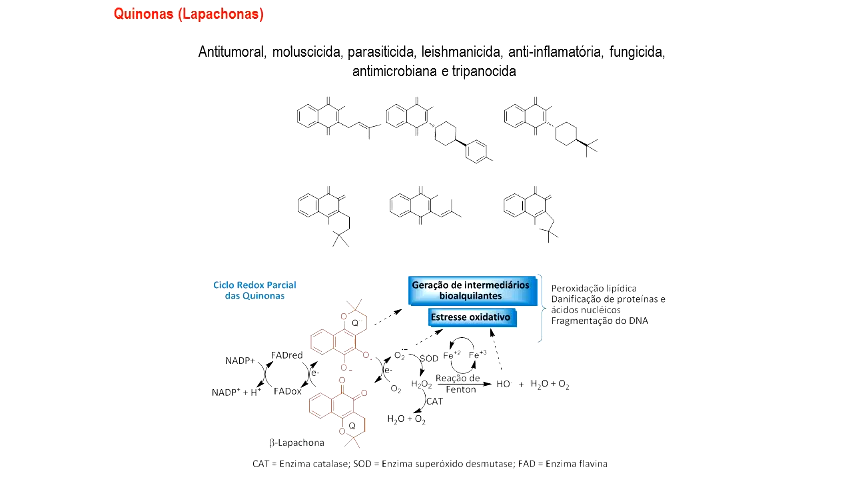 Quinonas (Lapachonas)
Antitumoral, moluscicida, parasiticida, leishmanicida, anti-inflamatória, fungicida,
antimicrobiana e tripanocida
Ciclo Redox Parcial
das Quinonas
Geração de intermediários
bioalquilantes
Estresse oxidativo
Peroxidação lipídica
Danificação de proteínas e
ácidos nucléicos
Fragmentação do DNA
O
Q
O-
O-
NADP+
FADred
e-
NADP+ + H+
FADox
e-
O2·-
O2
SOD
Fe+2
Fe+3
H2O2
Reação de
Fenton
HO
+ H2O + O2
CAT
H2O + O2
O
O
O
Q
β-Lapachona
CAT = Enzima catalase; SOD = Enzima superóxido desmutase; FAD = Enzima flavina